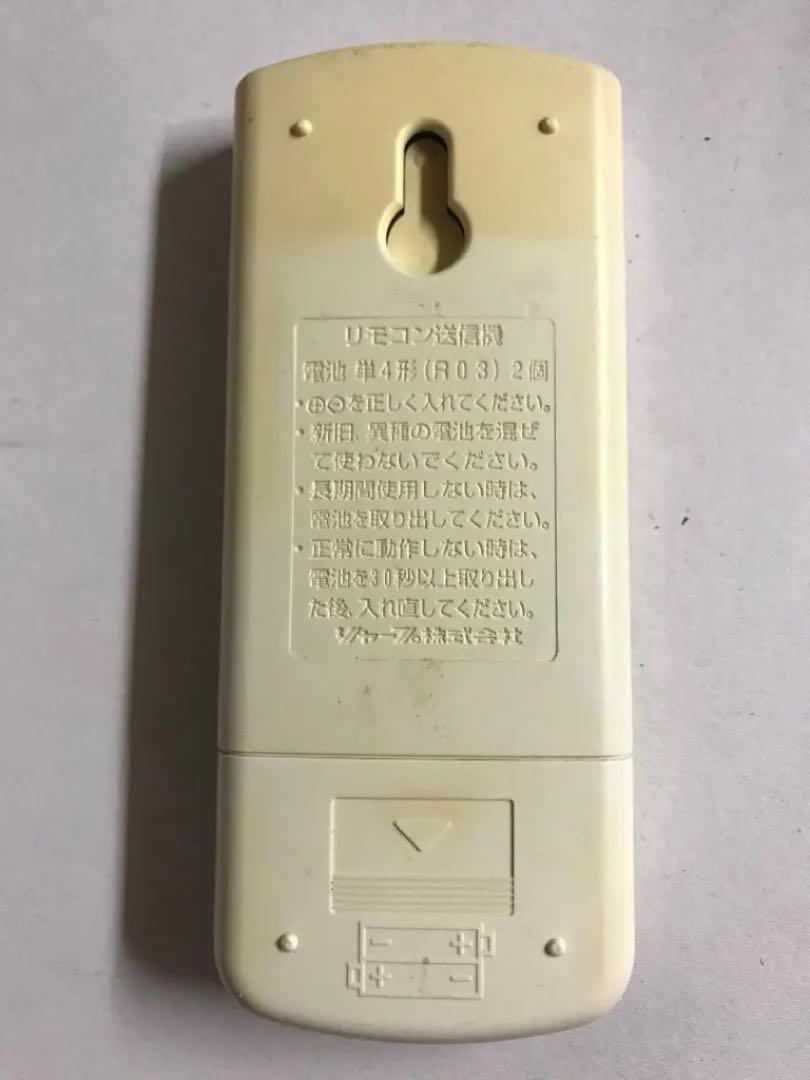 リモコン送信機
電池 単4形(R03) 2個
・⊕⊖を正しく入れてください。
・新旧、異種の電池を混ぜ
て使わないでください。
・長期間使用しない時は、
電池を取り出してください。
・正常に動作しない時は、
電池を30秒以上取り出し
た後、入れ直してください。
シャープ株式会社
− +
+ −